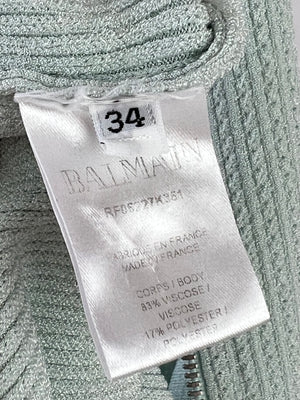 34
BALMAIN
FABRIQUE EN FRANCE
MADE IN FRANCE
CORPS / BODY
83% VISCOSE /
VISCOSE
17% POLYESTER /
POLYESTER